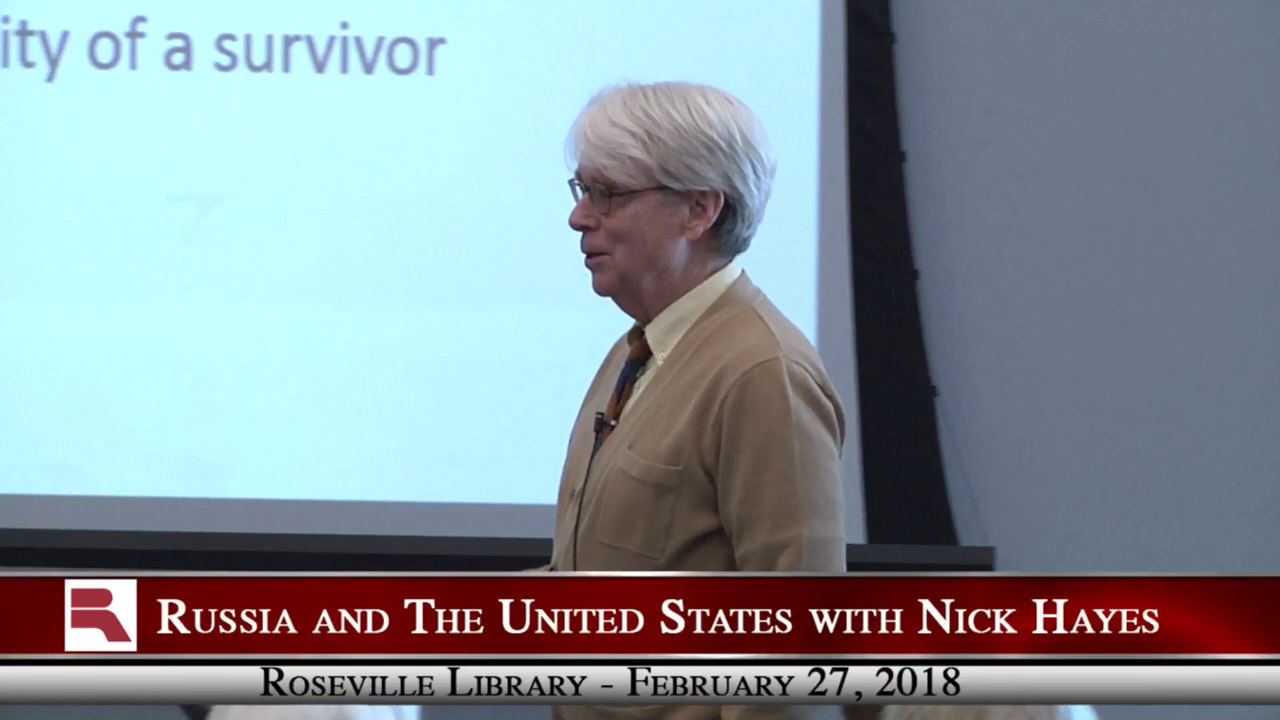 ity of a survivor
RUSSIA AND THE UNITED STATES WITH NICK HAYES
ROSEVILLE LIBRARY - FEBRUARY 27, 2018